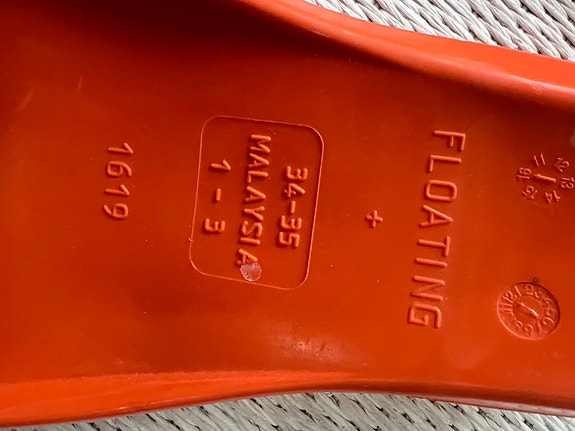 FLOATING
+
34-35
MALAYSIA
1 - 3
1619